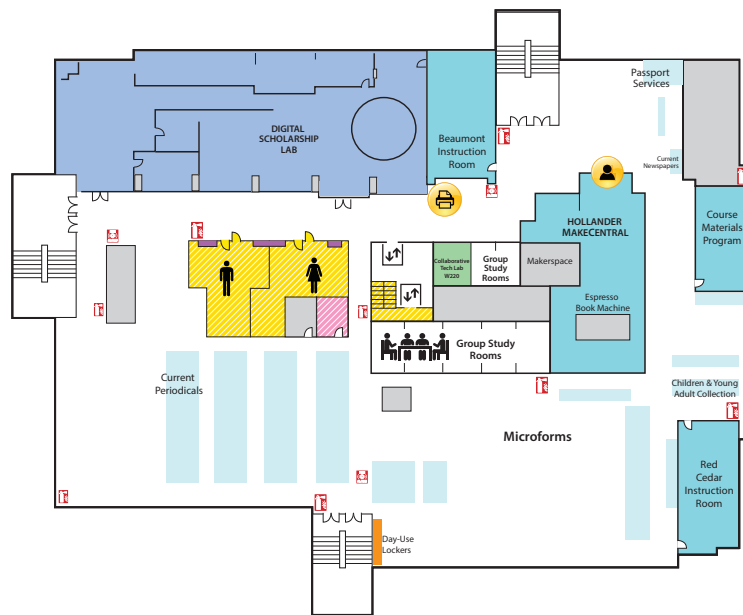 Passport
Services
DIGITAL
SCHOLARSHIP
LAB
Beaumont
Instruction
Room
Current
Newspapers
Course
Materials
Program
HOLLANDER
MAKECENTRAL
Collaborative
Tech Lab
W220
Group
Study
Rooms
Makerspace
Espresso
Book Machine
Group Study
Rooms
Current
Periodicals
Children & Young
Adult Collection
Microforms
Red
Cedar
Instruction
Room
Day-Use
Lockers